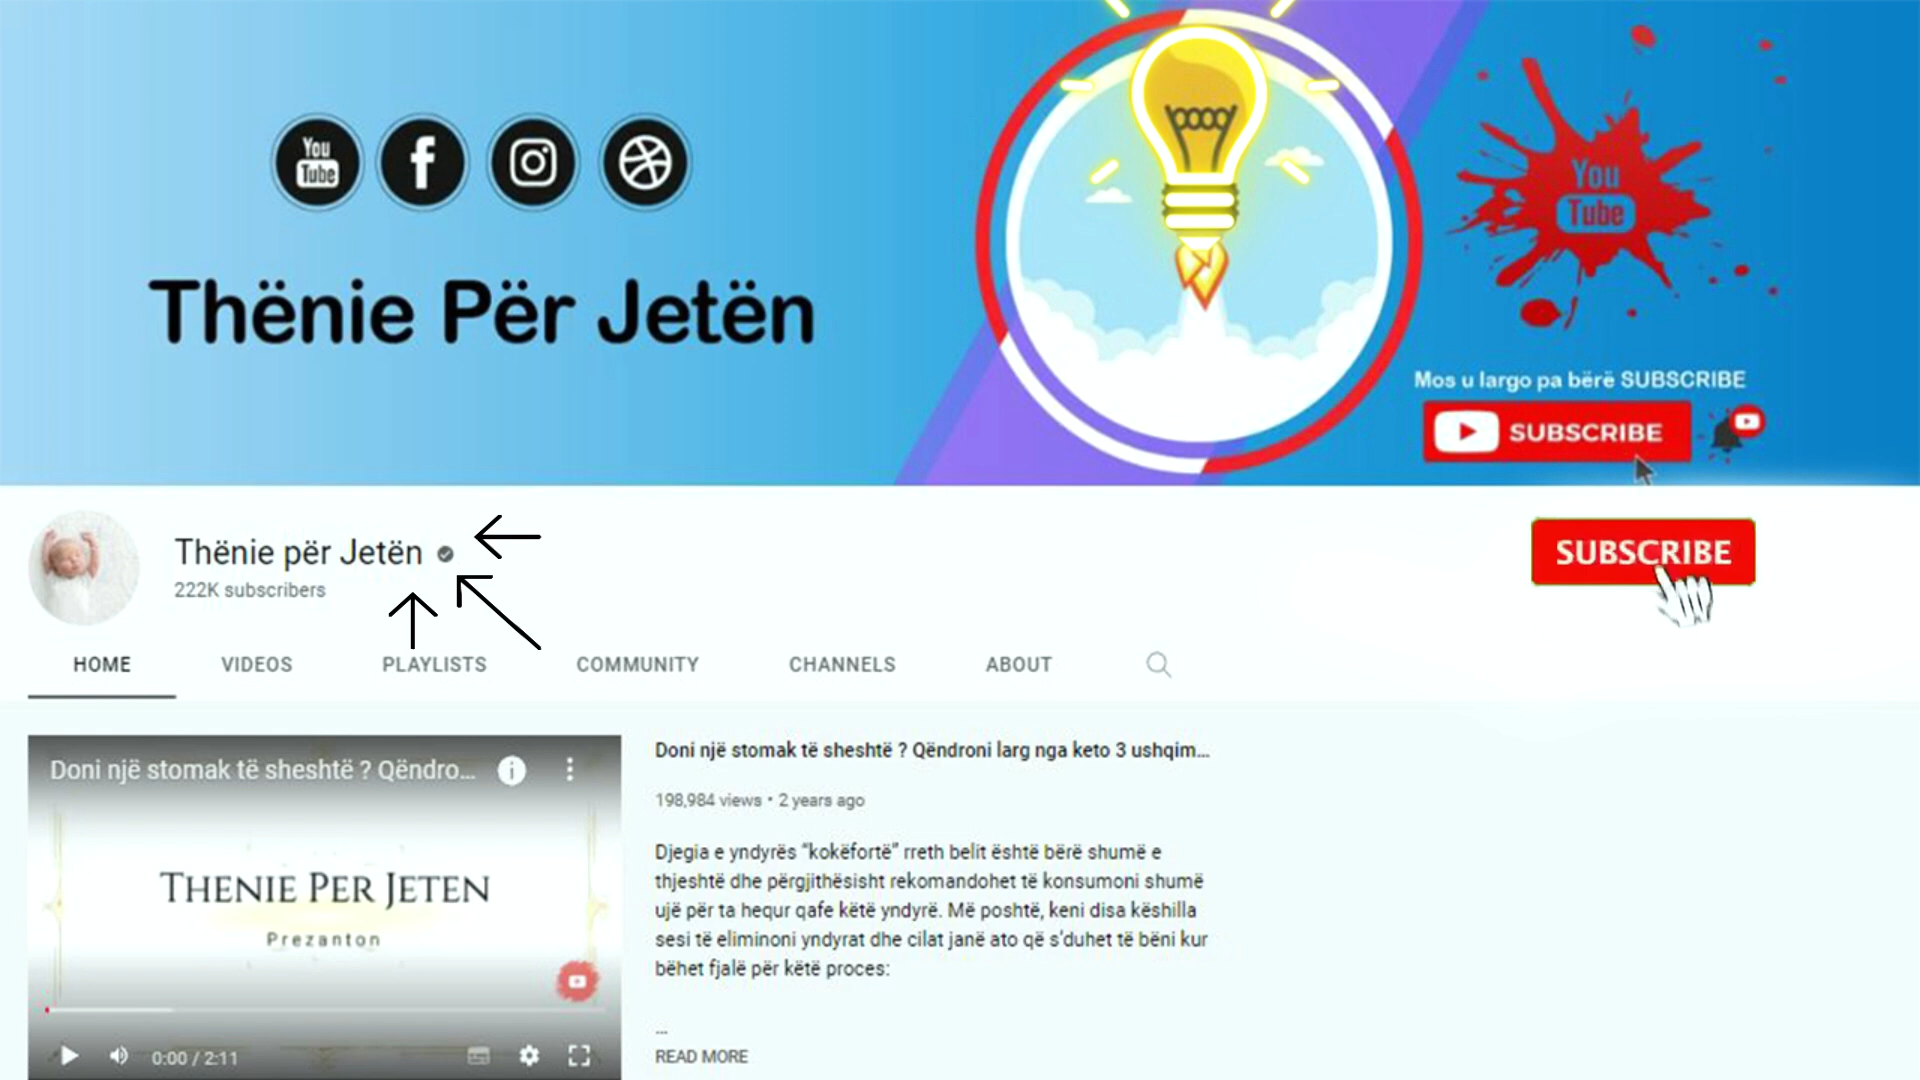 You
Tube
f
Thënie Për Jetën
You
Tube
Mos u largo pa bërë SUBSCRIBE
SUBSCRIBE
Thënie për Jetën
222K subscribers
SUBSCRIBE
HOME VIDEOS PLAYLISTS COMMUNITY CHANNELS ABOUT
Doni një stomak të sheshtë ? Qëndro...
THENIE PER JETEN
Prezanton
0:00 / 2:11
Doni një stomak të sheshtë ? Qëndroni larg nga keto 3 ushqim...
198,984 views • 2 years ago
Djegia e yndyrës “kokëfortë” rreth belit është bërë shumë e
thjeshtë dhe përgjithësisht rekomandohet të konsumoni shumë
ujë për ta hequr qafe këtë yndyrë. Më poshtë, keni disa këshilla
sesi të eliminoni yndyrat dhe cilat janë ato që s'duhet të bëni kur
bëhet fjalë për këtë proces:
...
READ MORE